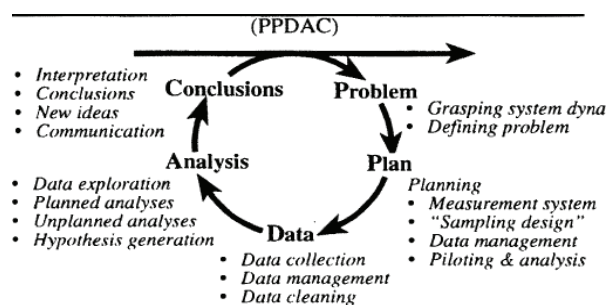 (PPDAC)
Conclusions
• Interpretation
• Conclusions
• New ideas
• Communication
Problem
• Grasping system dyna
• Defining problem
Plan
Planning
• Measurement system
• "Sampling design"
• Data management
• Piloting & analysis
Data
• Data collection
• Data management
• Data cleaning
Analysis
• Data exploration
• Planned analyses
• Unplanned analyses
• Hypothesis generation